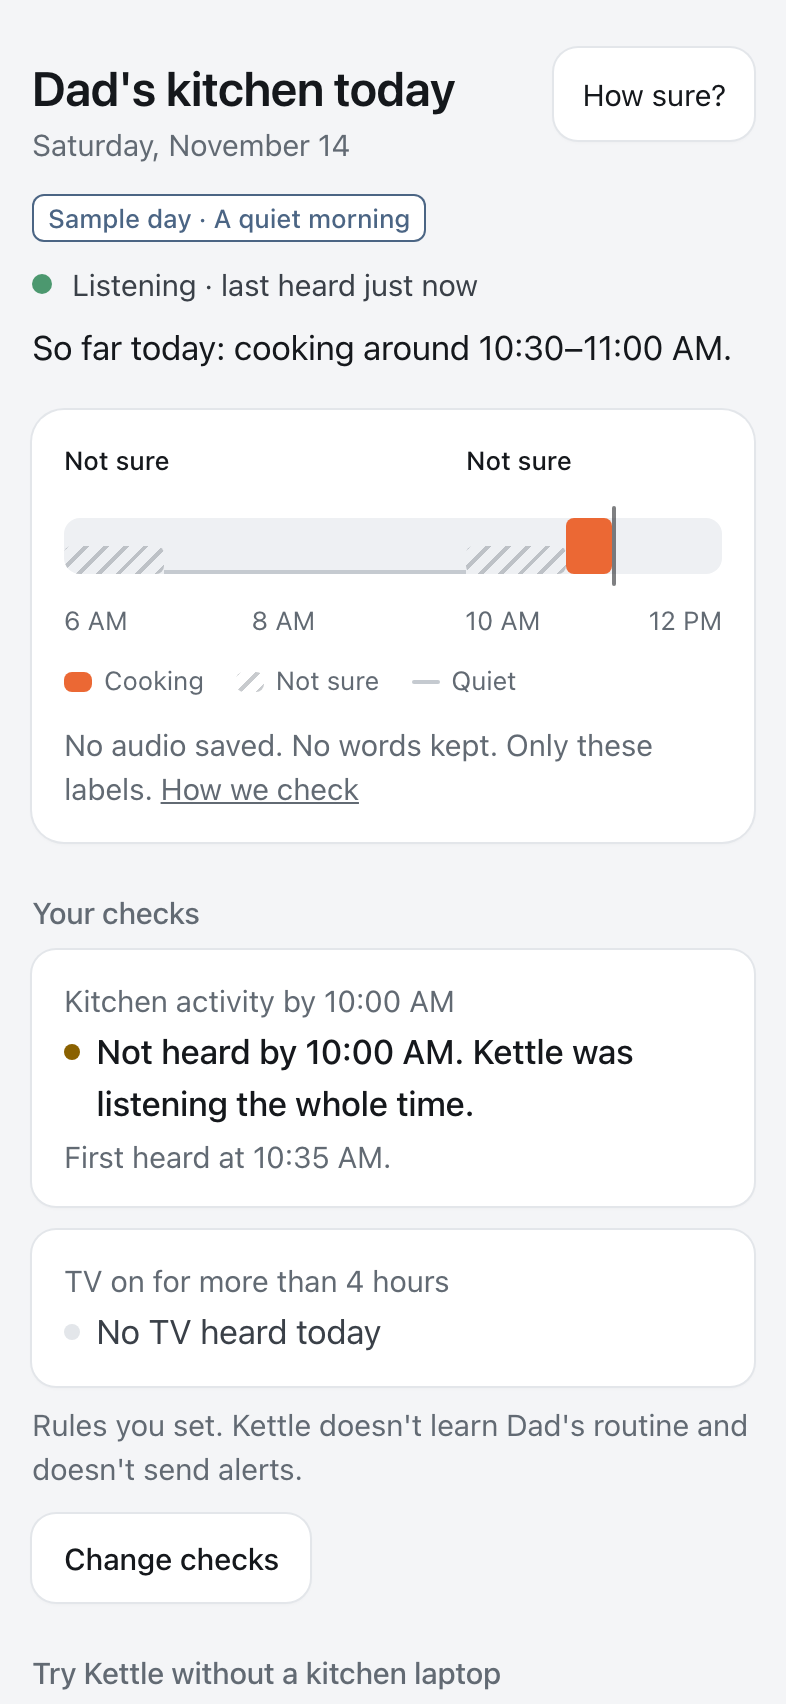 Dad's kitchen today
How sure?
Saturday, November 14
Sample day · A quiet morning
Listening · last heard just now
So far today: cooking around 10:30–11:00 AM.
Not sure
Not sure
6 AM
8 AM
10 AM
12 PM
Cooking
Not sure
Quiet
No audio saved. No words kept. Only these
labels. How we check
Your checks
Kitchen activity by 10:00 AM
Not heard by 10:00 AM. Kettle was
listening the whole time.
First heard at 10:35 AM.
TV on for more than 4 hours
No TV heard today
Rules you set. Kettle doesn't learn Dad's routine and
doesn't send alerts.
Change checks
Try Kettle without a kitchen laptop